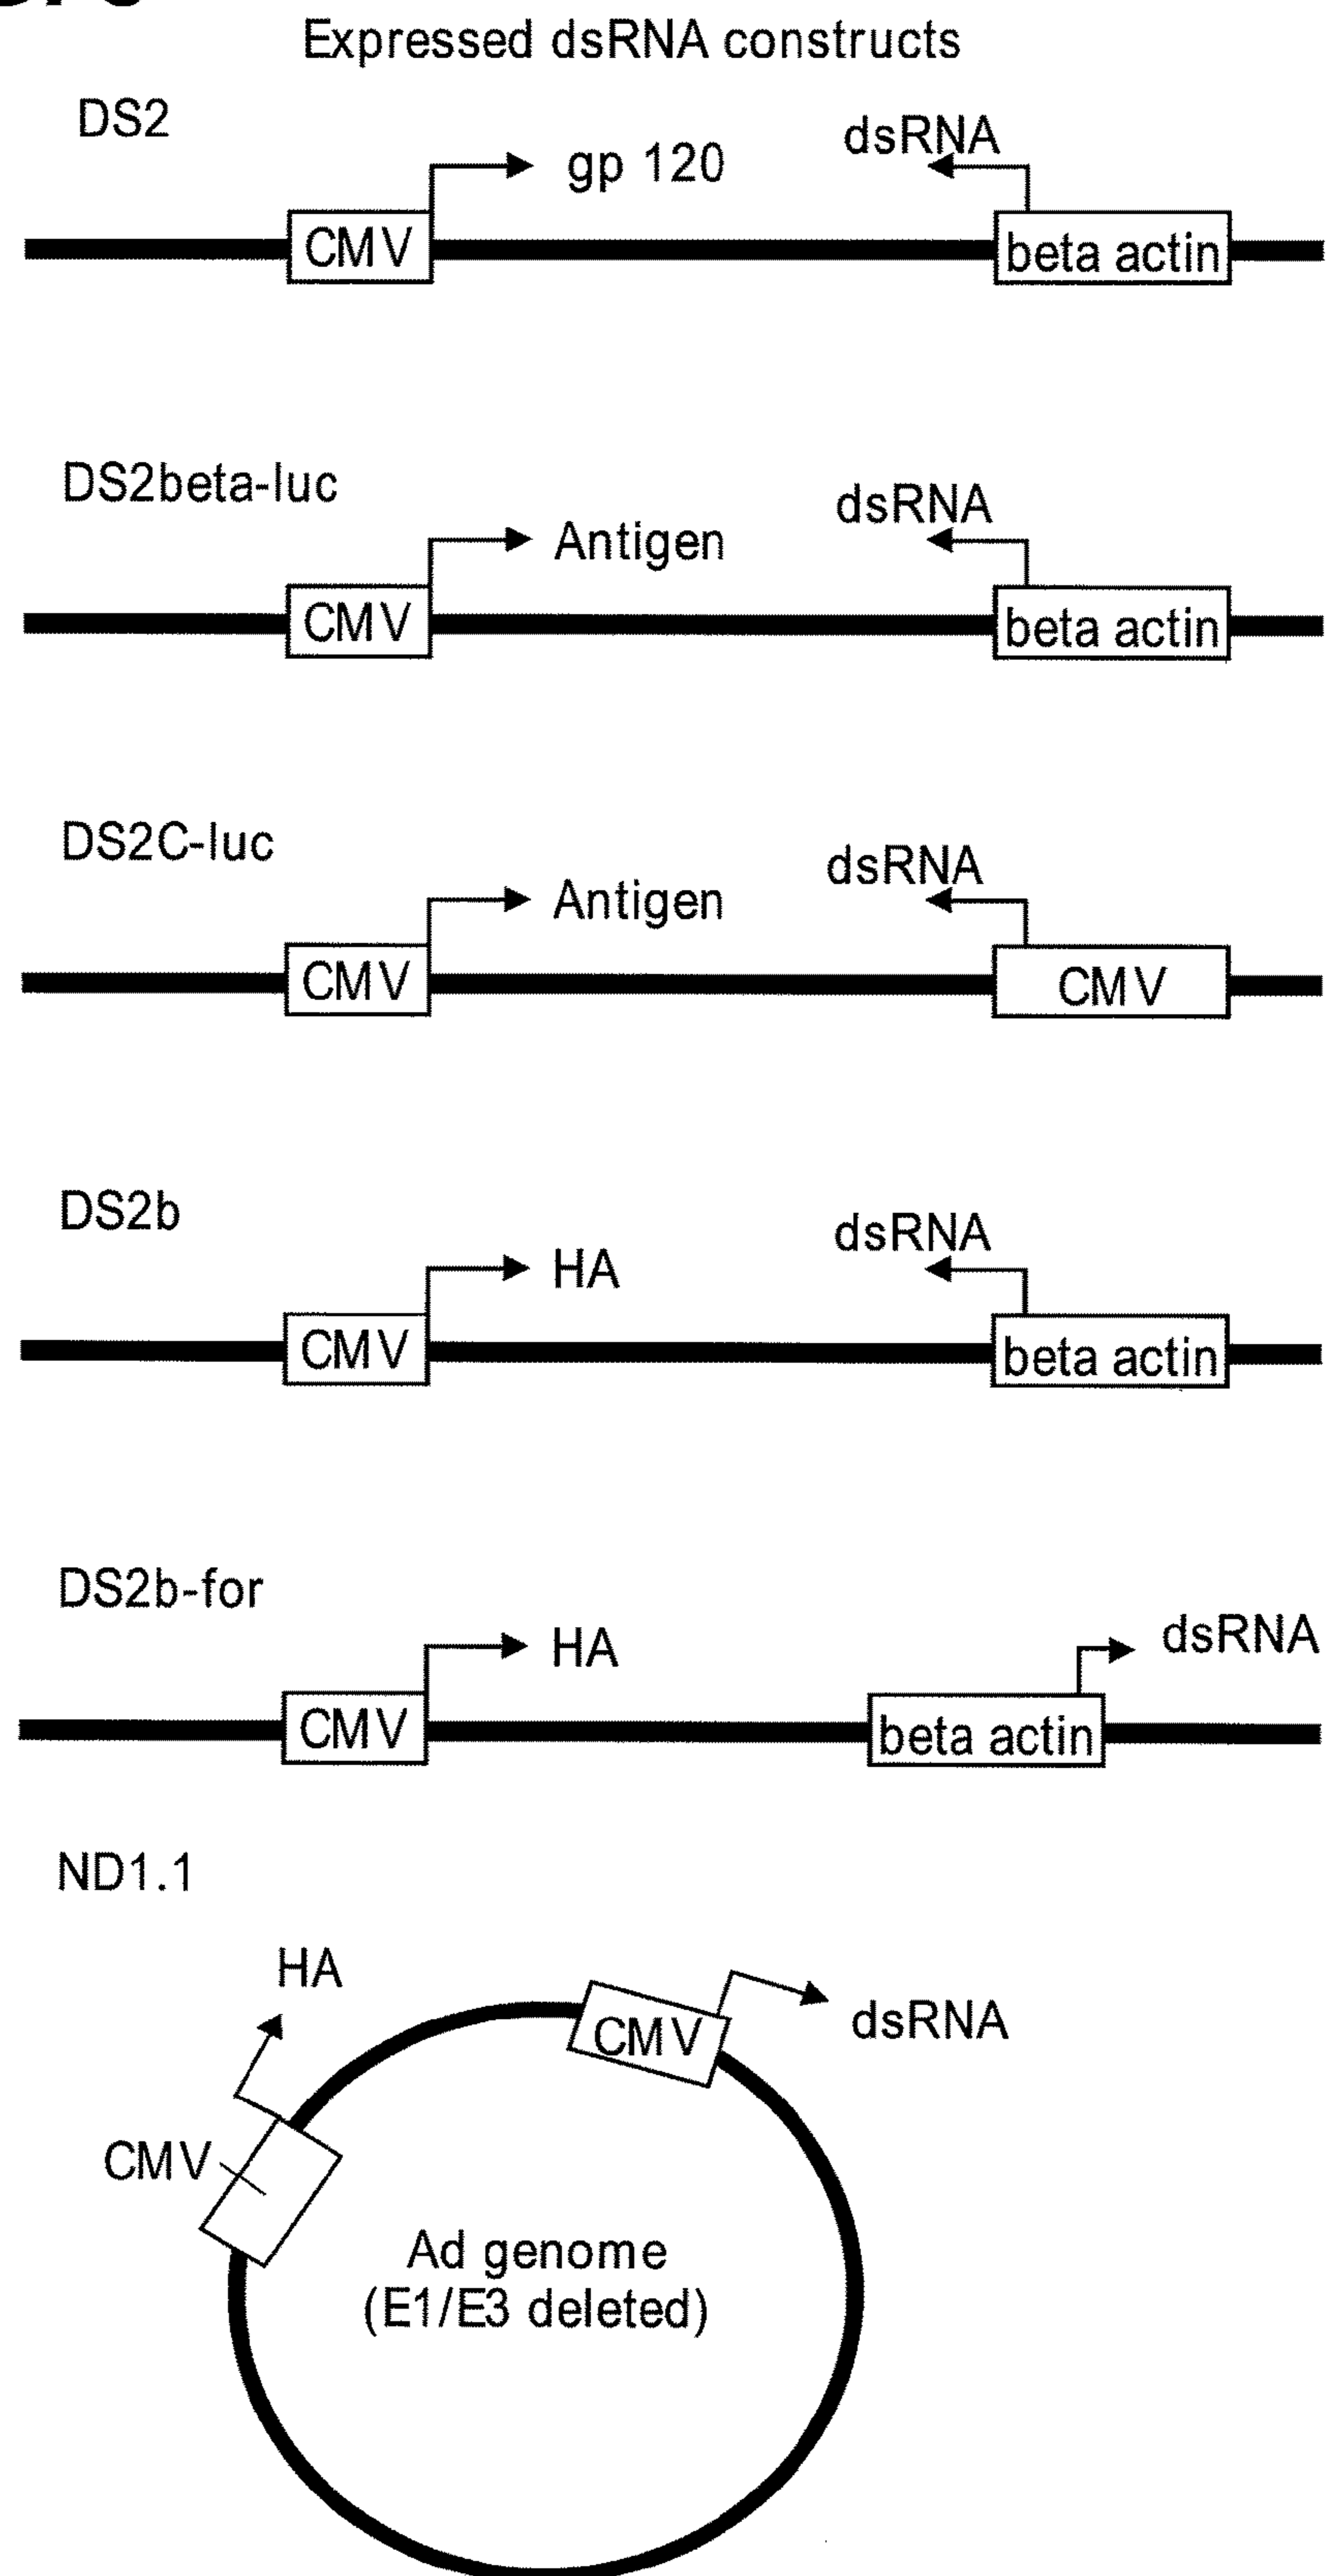 Expressed dsRNA constructs
DS2
gp 120
dsRNA
CMV
beta actin
DS2beta-luc
Antigen
dsRNA
CMV
beta actin
DS2C-luc
Antigen
dsRNA
CMV
CMV
DS2b
HA
dsRNA
CMV
beta actin
DS2b-for
HA
dsRNA
CMV
beta actin
ND1.1
HA
CMV
dsRNA
CMV
Ad genome
(E1/E3 deleted)